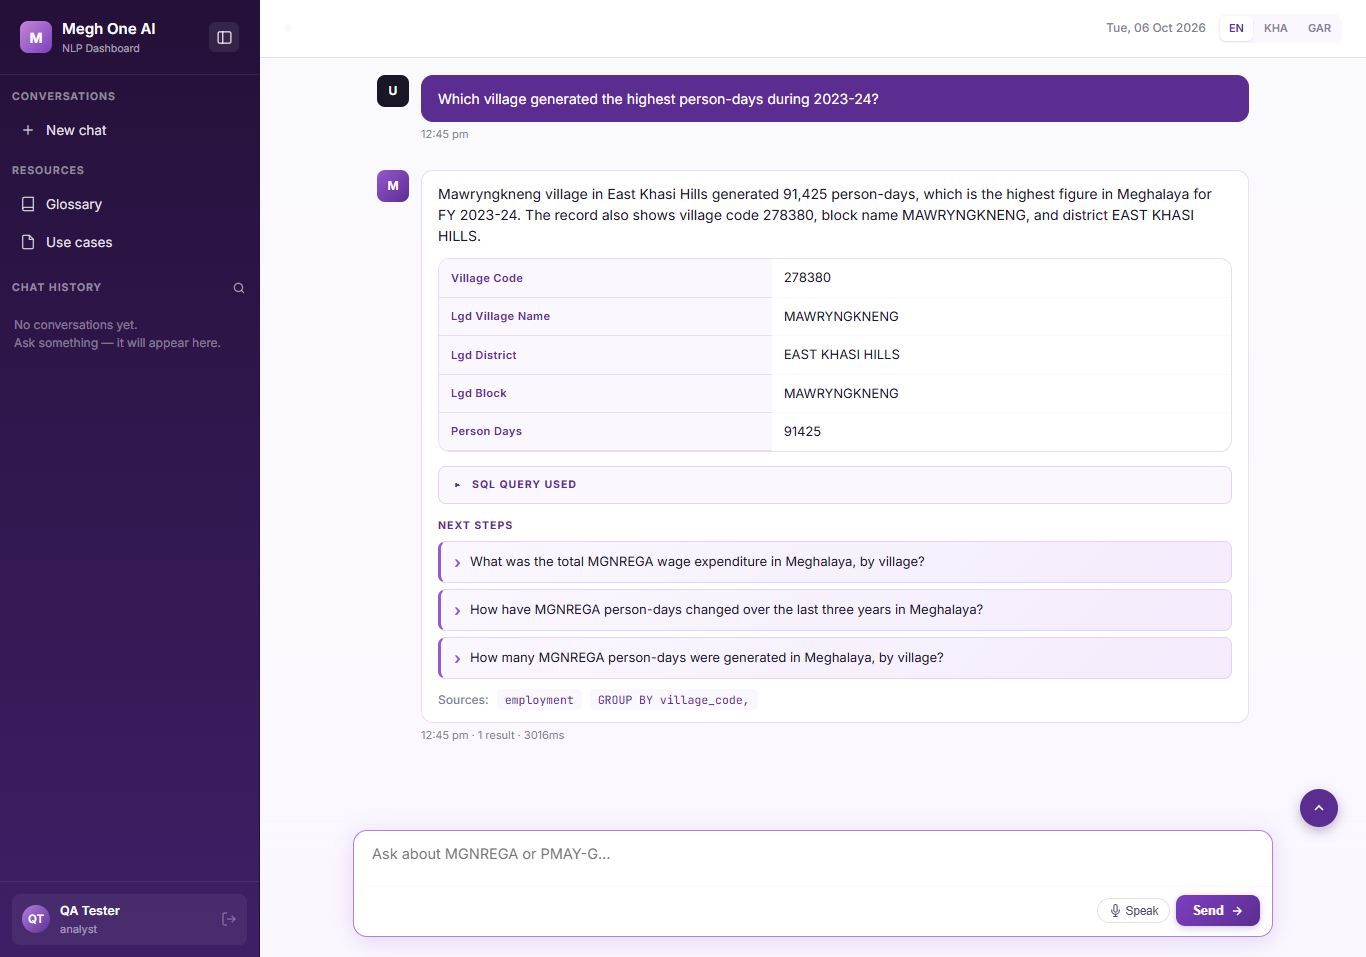 M
Megh One AI
NLP Dashboard
CONVERSATIONS
+ New chat
RESOURCES
Glossary
Use cases
CHAT HISTORY
No conversations yet.
Ask something — it will appear here.
QT
QA Tester
analyst
Tue, 06 Oct 2026
EN KHA GAR
U
Which village generated the highest person-days during 2023-24?
12:45 pm
M
Mawryngkneng village in East Khasi Hills generated 91,425 person-days, which is the highest figure in Meghalaya for
FY 2023-24. The record also shows village code 278380, block name MAWRYNGKNENG, and district EAST KHASI
HILLS.
Village Code 278380
Lgd Village Name MAWRYNGKNENG
Lgd District EAST KHASI HILLS
Lgd Block MAWRYNGKNENG
Person Days 91425
SQL QUERY USED
NEXT STEPS
What was the total MGNREGA wage expenditure in Meghalaya, by village?
How have MGNREGA person-days changed over the last three years in Meghalaya?
How many MGNREGA person-days were generated in Meghalaya, by village?
Sources: employment GROUP BY village_code,
12:45 pm · 1 result · 3016ms
Ask about MGNREGA or PMAY-G...
Speak
Send →